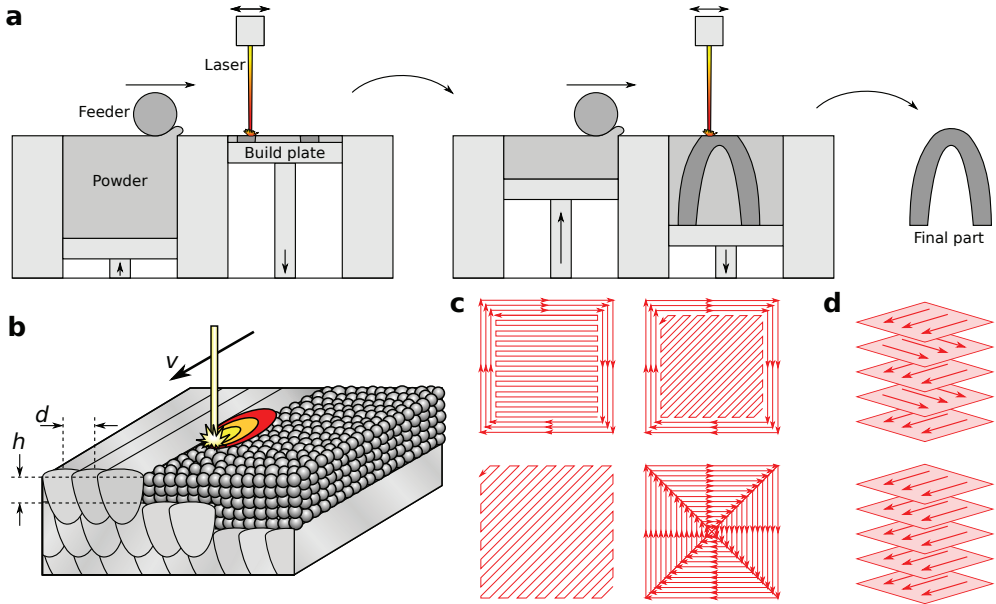 a
Laser
Feeder
Powder
Build plate
Final part
b
v
d
h
c
d